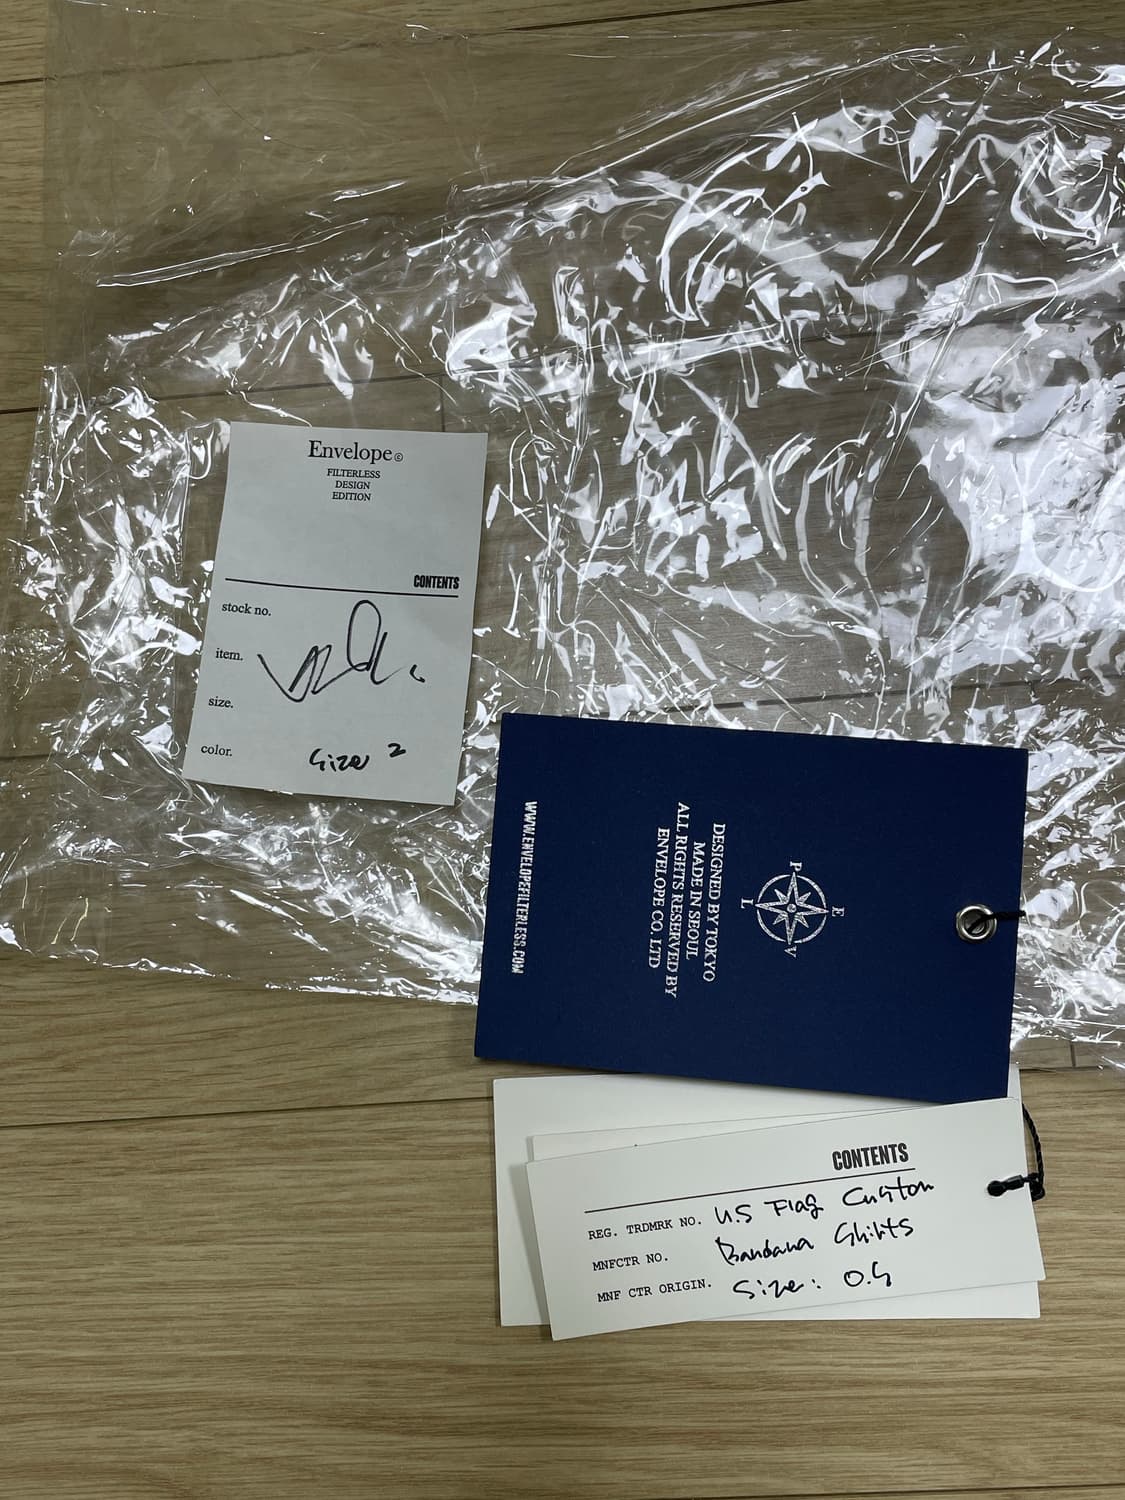 Envelope©
FILTERLESS
DESIGN
EDITION
CONTENTS
stock no.
item.
size.
color.
Size 2
P E I W
DESIGNED BY TOKYO
MADE IN SEOUL
ALL RIGHTS RESERVED BY
ENVELOPE CO. LTD
WWW.ENVELOPEFILTERLESS.COM
CONTENTS
REG. TRDMRK NO. U.S Flag Custom
MNFCTR NO. Bandana Shirts
MNF CTR ORIGIN. Size: O.S